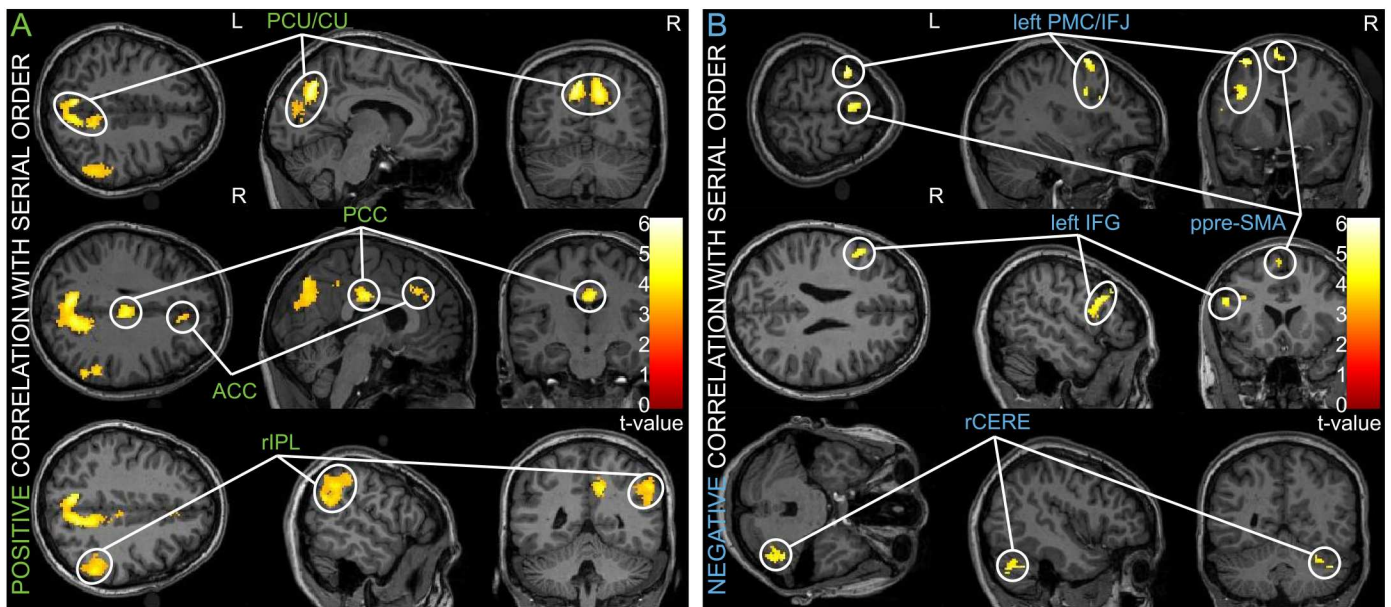 A
POSITIVE CORRELATION WITH SERIAL ORDER
L
PCU/CU
R
R
PCC
ACC
6
5
4
3
2
1
0
t-value
rIPL
B
NEGATIVE CORRELATION WITH SERIAL ORDER
L
left PMC/IFJ
R
R
left IFG
ppre-SMA
6
5
4
3
2
1
0
t-value
rCERE